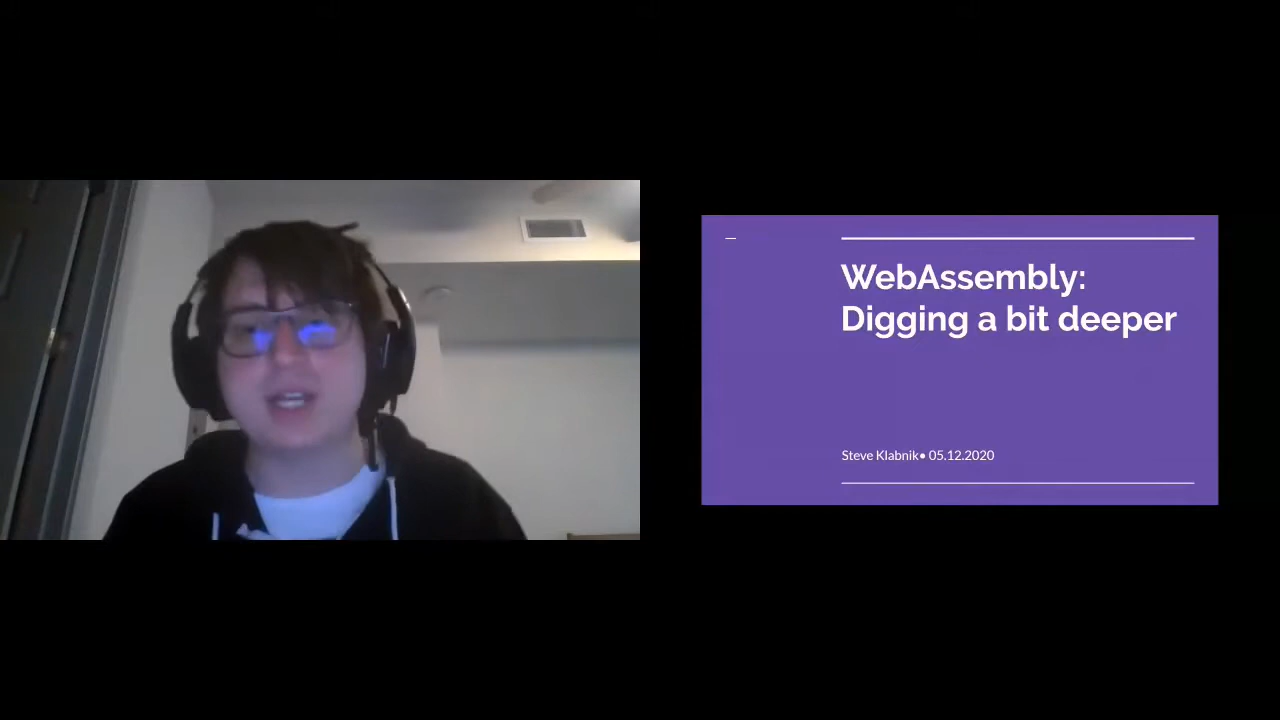 WebAssembly:
Digging a bit deeper
Steve Klabnik• 05.12.2020